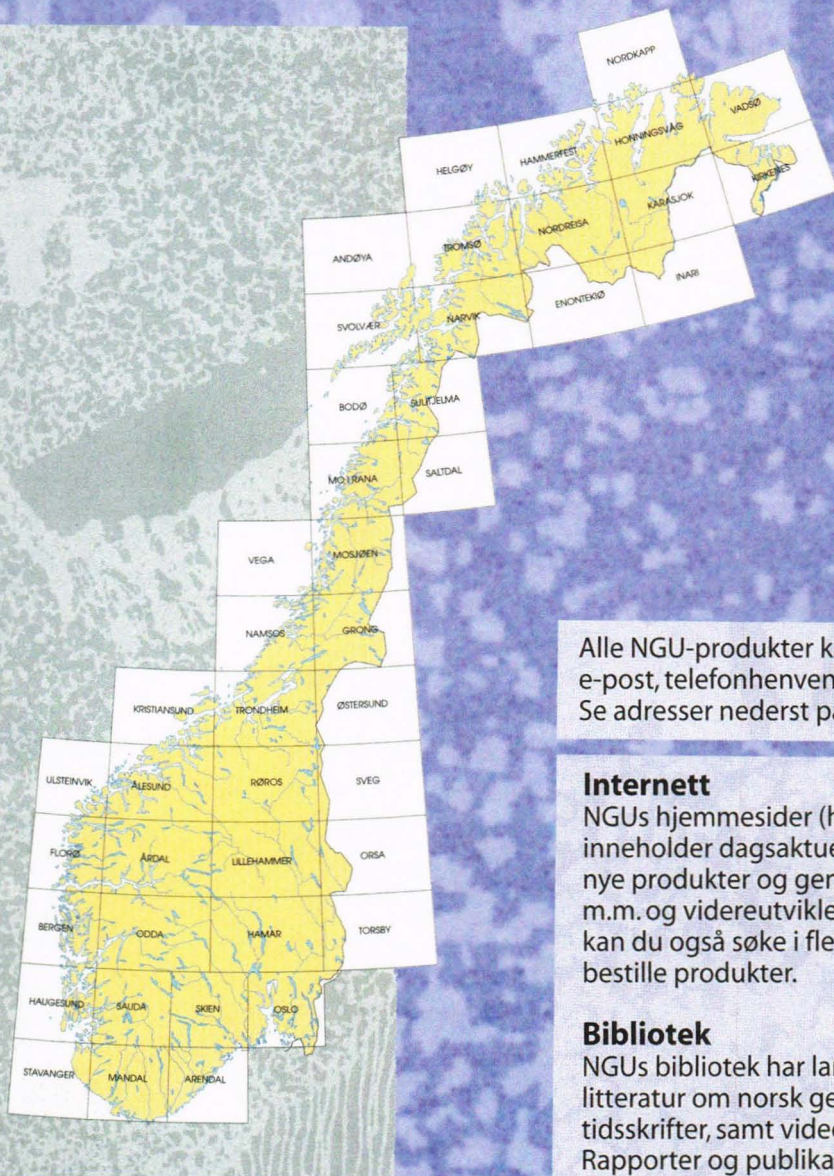 NORDKAPP
VADSØ
HONNINGSVÅG
HAMMERFEST
HELGØY
KIRKENES
KARASJOK
NORDREISA
TROMSØ
ANDØYA
INARI
ENONTEKIØ
NARVIK
SVOLVÆR
SULITJELMA
BODØ
SALTDAL
MO I RANA
MOSJØEN
VEGA
GRONG
NAMSOS
ØSTERSUND
TRONDHEIM
KRISTIANSUND
SVEG
RØROS
ÅLESUND
ULSTEINVIK
ORSA
LILLEHAMMER
ÅRDAL
FLORØ
TORSBY
HAMAR
ODDA
BERGEN
OSLO
SKIEN
SAUDA
HAUGESUND
ARENDAL
MANDAL
STAVANGER
Alle NGU-produkter k
e-post, telefonhenven
Se adresser nederst på
Internett
NGUs hjemmesider (h
inneholder dagsaktue
nye produkter og gen
m.m. og videreutvikle
kan du også søke i fle
bestille produkter.
Bibliotek
NGUs bibliotek har lan
litteratur om norsk ge
tidsskrifter, samt vide
Rapporter og publika